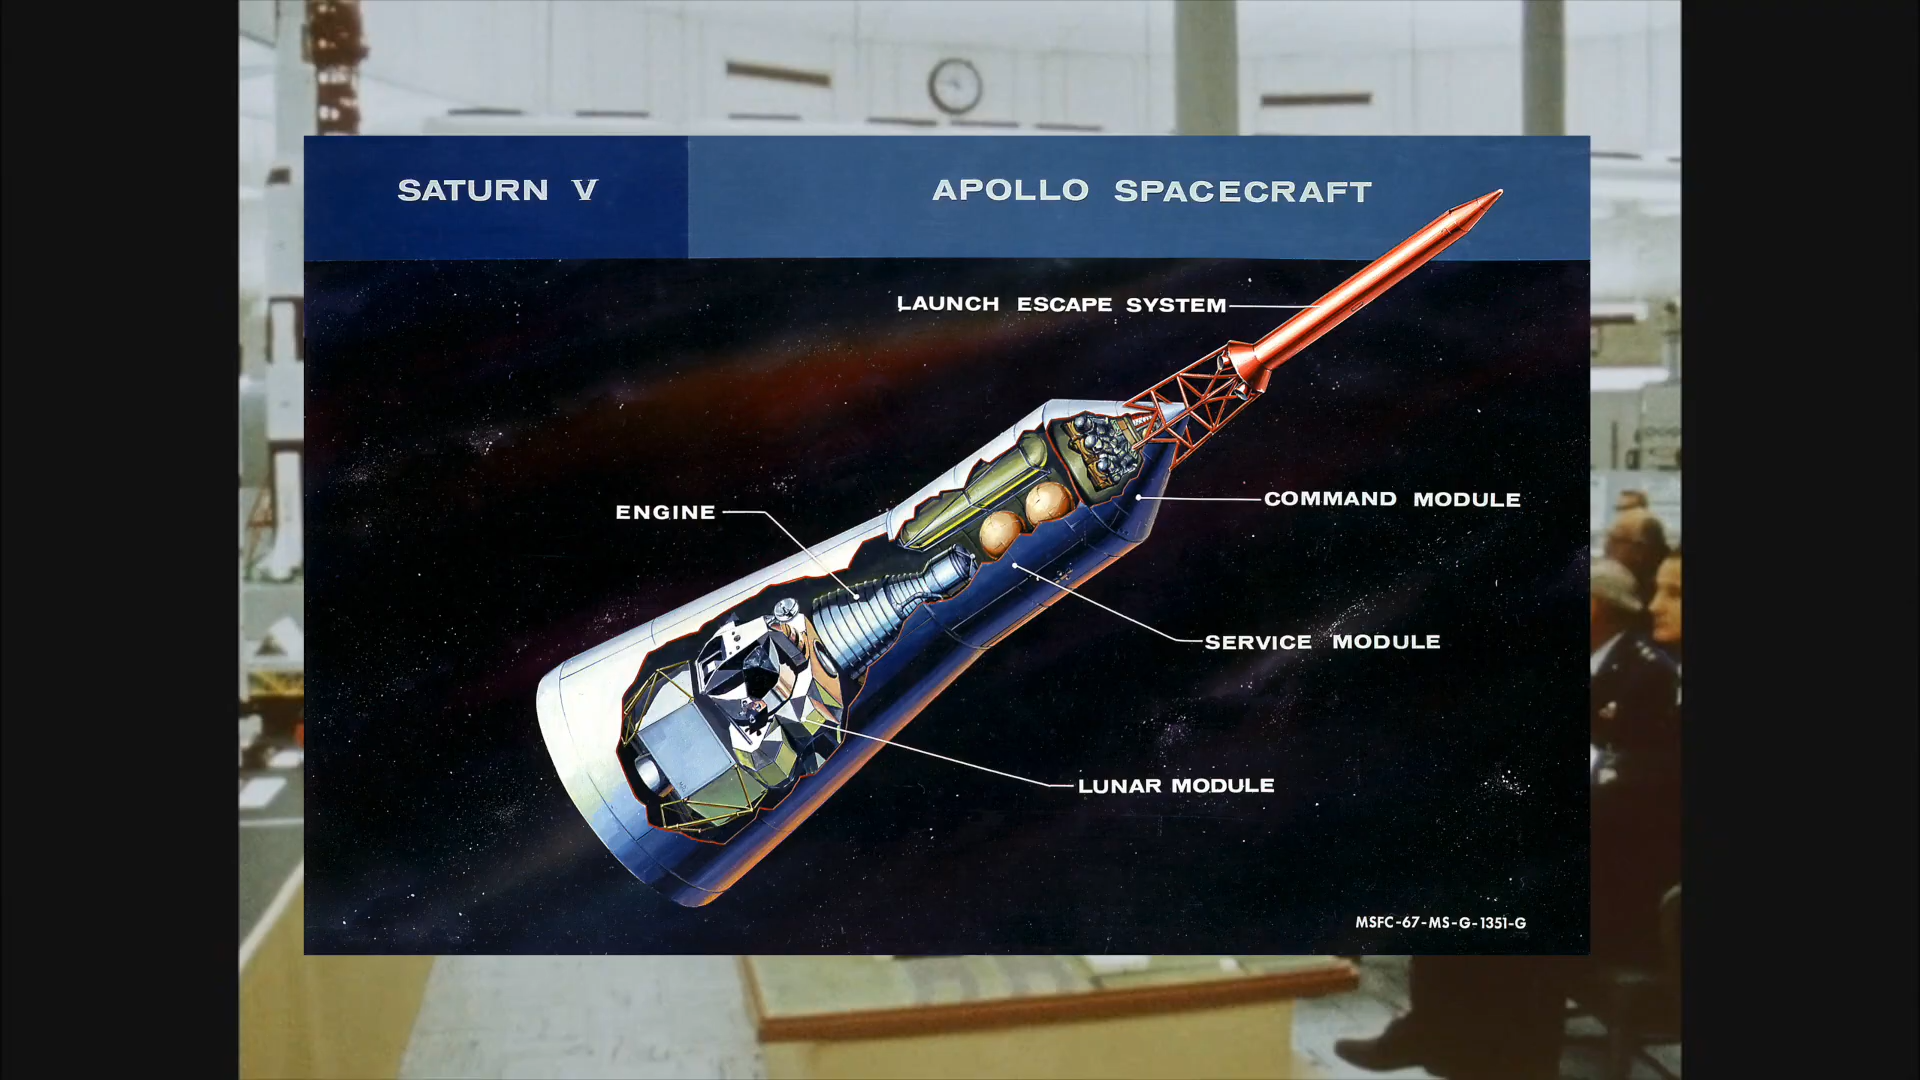 SATURN V
APOLLO SPACECRAFT
LAUNCH ESCAPE SYSTEM
COMMAND MODULE
ENGINE
SERVICE MODULE
LUNAR MODULE
MSFC-67-MS-G-1351-G